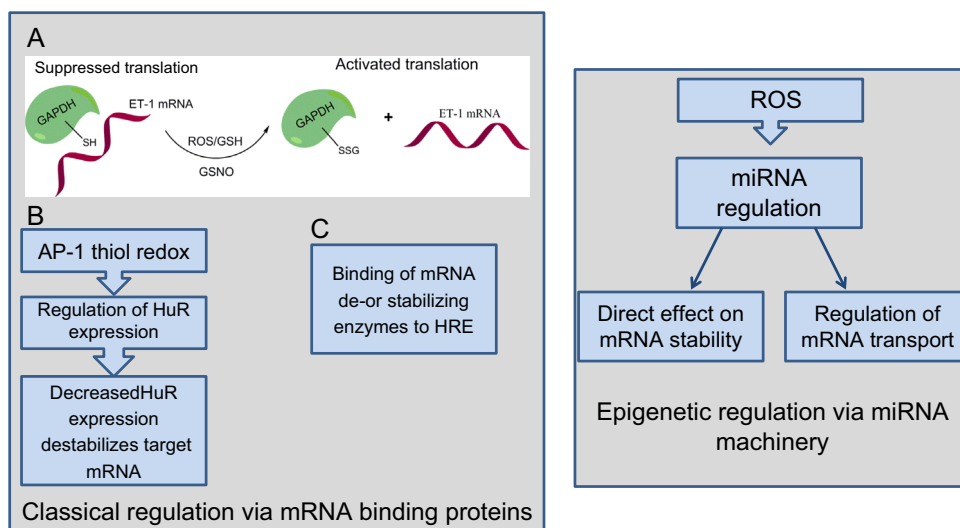 A
Suppressed translation
Activated translation
GAPDH
ET-1 mRNA
SH
ROS/GSH
GSNO
GAPDH
SSG
+
ET-1 mRNA
B
AP-1 thiol redox
Regulation of HuR
expression
DecreasedHuR
expression
destabilizes target
mRNA
C
Binding of mRNA
de-or stabilizing
enzymes to HRE
Classical regulation via mRNA binding proteins
ROS
miRNA
regulation
Direct effect on
mRNA stability
Regulation of
mRNA transport
Epigenetic regulation via miRNA
machinery